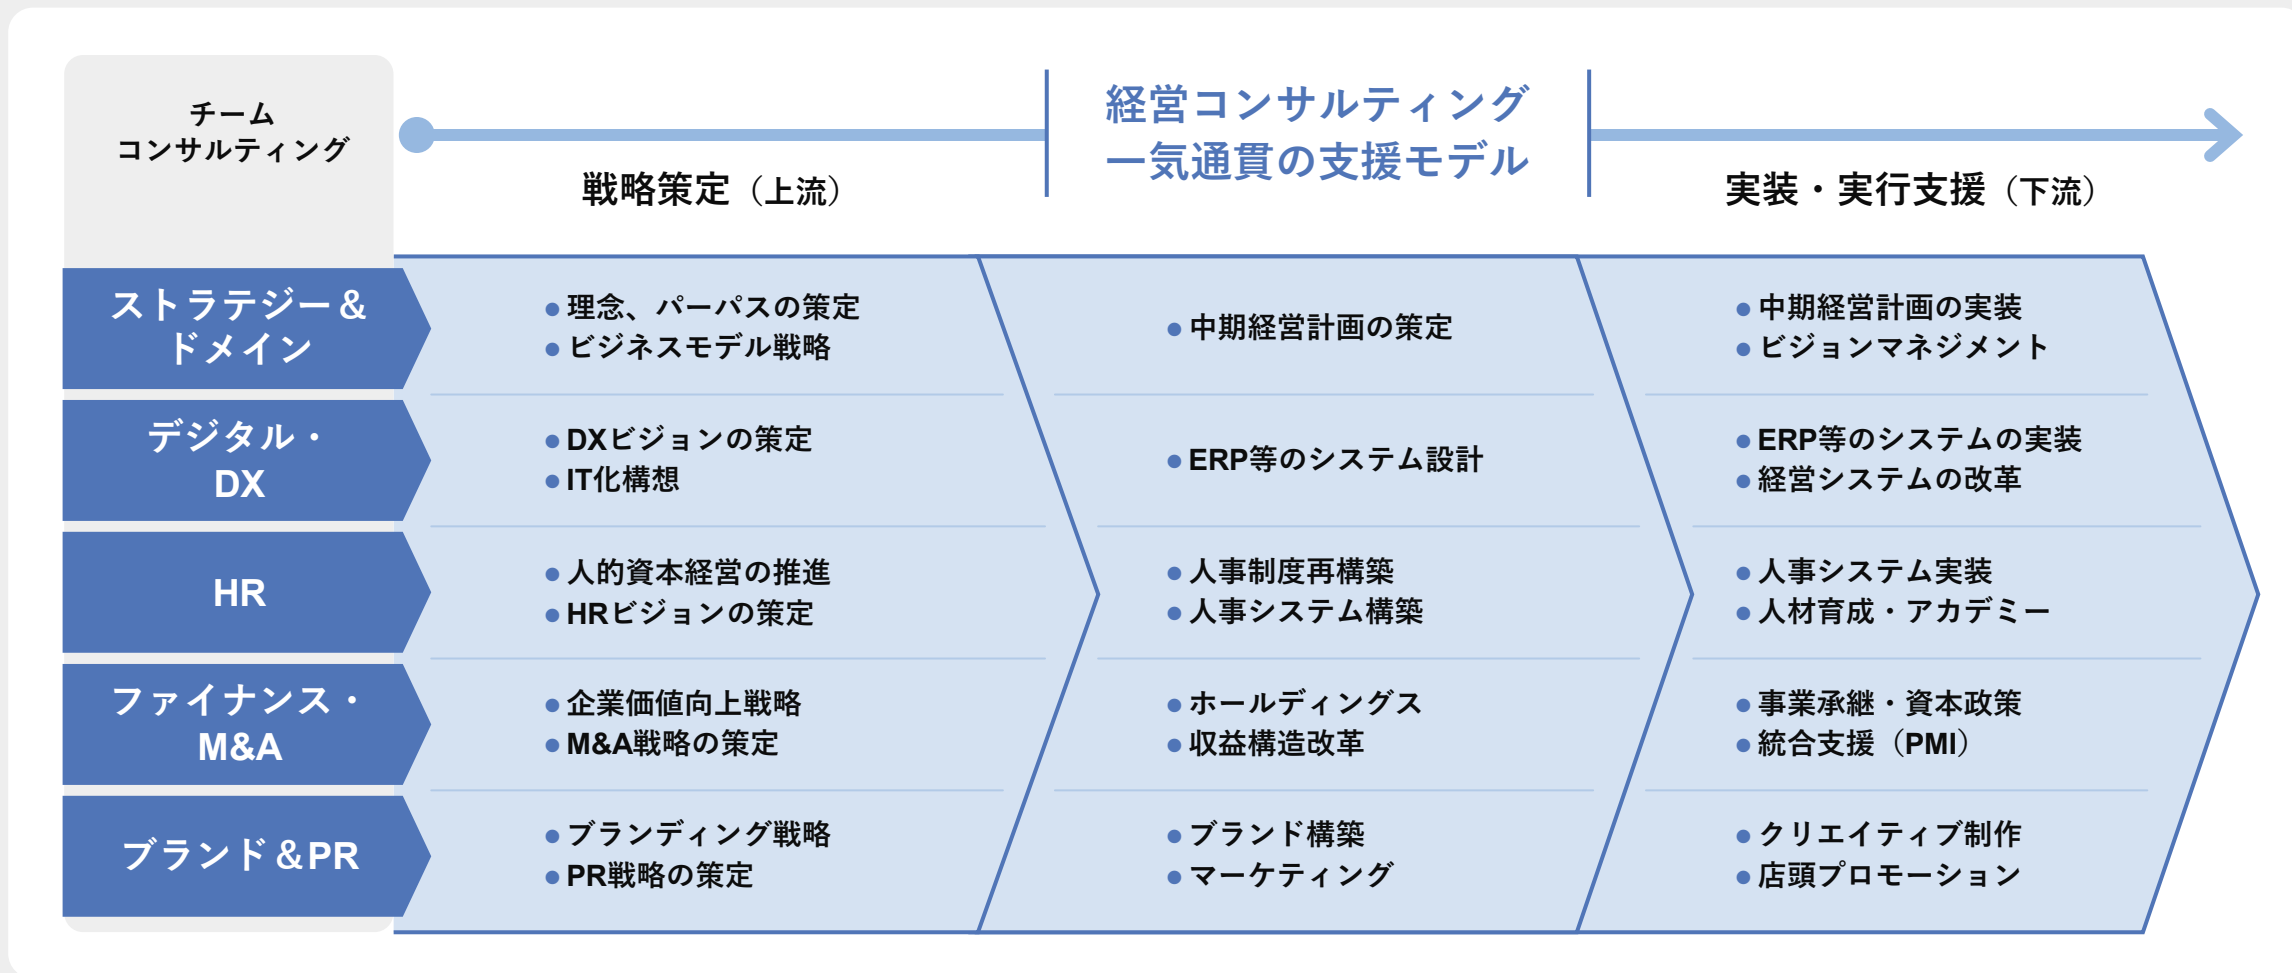 チーム
コンサルティング
経営コンサルティング
一気通貫の支援モデル
戦略策定（上流）
実装・実行支援（下流）
ストラテジー＆
ドメイン
●理念、パーパスの策定
●ビジネスモデル戦略
●中期経営計画の策定
●中期経営計画の実装
●ビジョンマネジメント
デジタル・
DX
●DXビジョンの策定
●IT化構想
●ERP等のシステム設計
●ERP等のシステムの実装
●経営システムの改革
HR
●人的資本経営の推進
●HRビジョンの策定
●人事制度再構築
●人事システム構築
●人事システム実装
●人材育成・アカデミー
ファイナンス・
M&A
●企業価値向上戦略
●M&A戦略の策定
●ホールディングス
●収益構造改革
●事業承継・資本政策
●統合支援（PMI）
ブランド＆PR
●ブランディング戦略
●PR戦略の策定
●ブランド構築
●マーケティング
●クリエイティブ制作
●店頭プロモーション